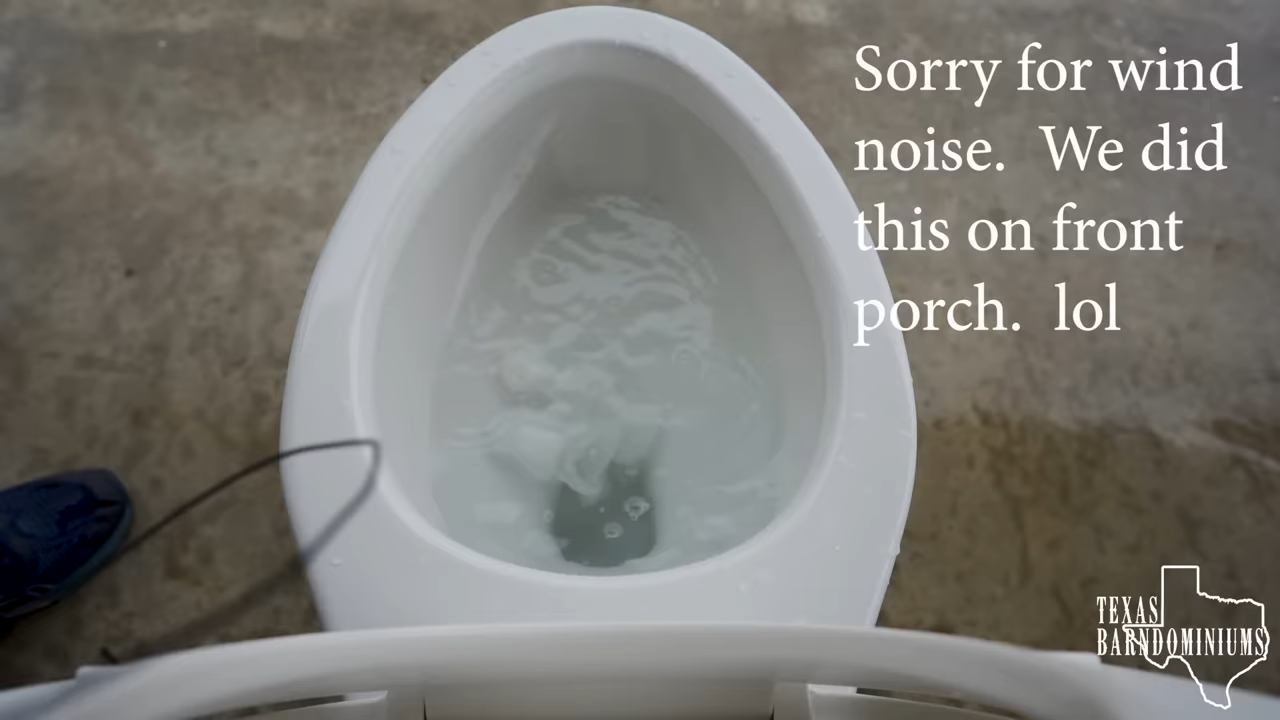 Sorry for wind
noise.  We did
this on front
porch.  lol
TEXAS
BARNDOMINIUMS